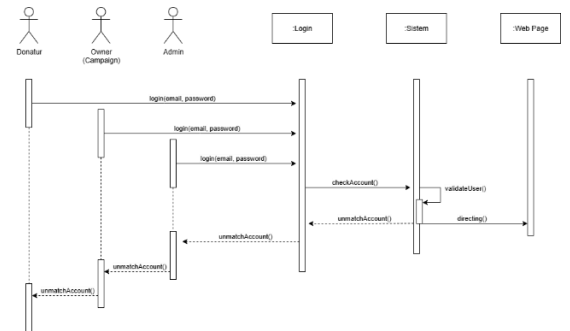 Donatur
Owner
(Campaign)
Admin
:Login
:Sistem
:Web Page
login(email, password)
login(email, password)
login(email, password)
checkAccount()
validateUser()
unmatchAccount()
directing()
unmatchAccount()
unmatchAccount()
unmatchAccount()